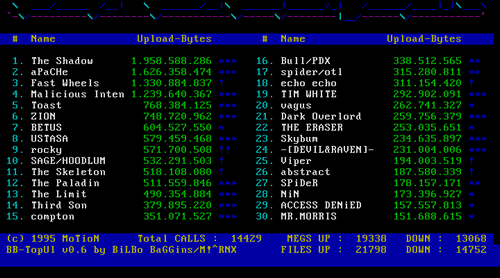 # Name Upload-Bytes # Name Upload-Bytes
1. The Shadow 1.958.588.286 16. Bull/PDX 338.512.565
2. aPaCHe 1.626.358.474 17. spider/otl 315.280.811
3. Fast Wheels 1.330.884.837 18. echo echo 311.154.420
4. Malicious Inten 1.239.640.367 19. TIM WHITE 292.902.091
5. Toast 768.384.125 20. vagus 262.741.327
6. ZION 748.720.962 21. Dark Overlord 259.756.379
7. BETUS 604.527.550 22. THE ERASER 253.035.651
8. USTASA 579.459.468 23. Skybum 234.635.897
9. rocky 571.700.508 24. -[DEVIL&RAVEN]- 231.004.006
10. SAGE/HOODLUM 532.291.503 25. Viper 194.003.519
11. The Skeleton 518.108.080 26. abstract 187.580.339
12. The Paladin 511.559.846 27. SPiDeR 178.157.171
13. The Limit 490.354.804 28. NiN 173.396.927
14. Third Son 379.895.220 29. ACCESS DENiED 157.557.813
15. compton 351.071.527 30. MR.MORRIS 151.688.615
(c) 1995 MoTioN Total CALLS : 14429 MEGS UP : 19338 DOWN : 13068
BB-TopUl v0.6 by BiLBo BaGGins/M!^RNX FILES UP : 21798 DOWN : 14752